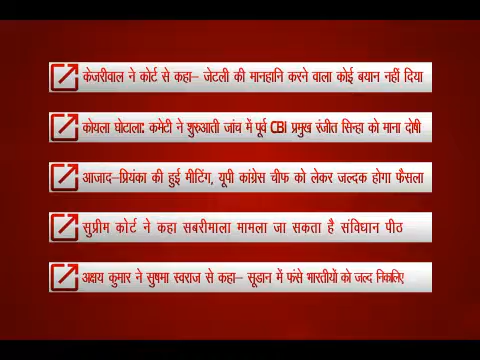 केजरीवाल ने कोर्ट से कहा- जेटली की मानहानि करने वाला कोई बयान नहीं दिया
कोयला घोटाला: कमेटी ने शुरुआती जांच में पूर्व CBI प्रमुख रंजीत सिन्हा को माना दोषी
आजाद-प्रियंका की हुई मीटिंग, यूपी कांग्रेस चीफ को लेकर जल्दक होगा फैसला
सुप्रीम कोर्ट ने कहा सबरीमाला मामला जा सकता है संविधान पीठ
अक्षय कुमार ने सुषमा स्वराज से कहा- सूडान में फंसे भारतीयों को जल्द निकालिए